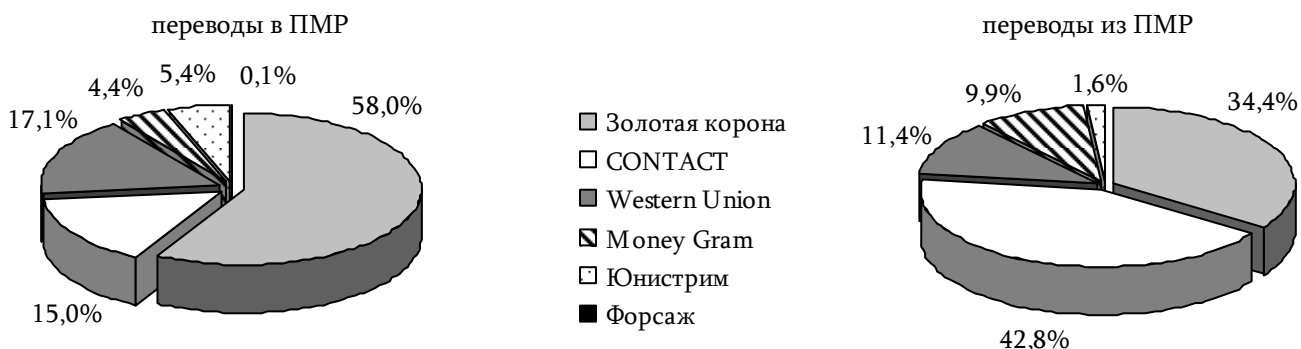 переводы в ПМР
5,4%
0,1%
4,4%
58,0%
17,1%
15,0%
Золотая корона
CONTACT
Western Union
Money Gram
Юнистрим
Форсаж
переводы из ПМР
1,6%
9,9%
34,4%
11,4%
42,8%